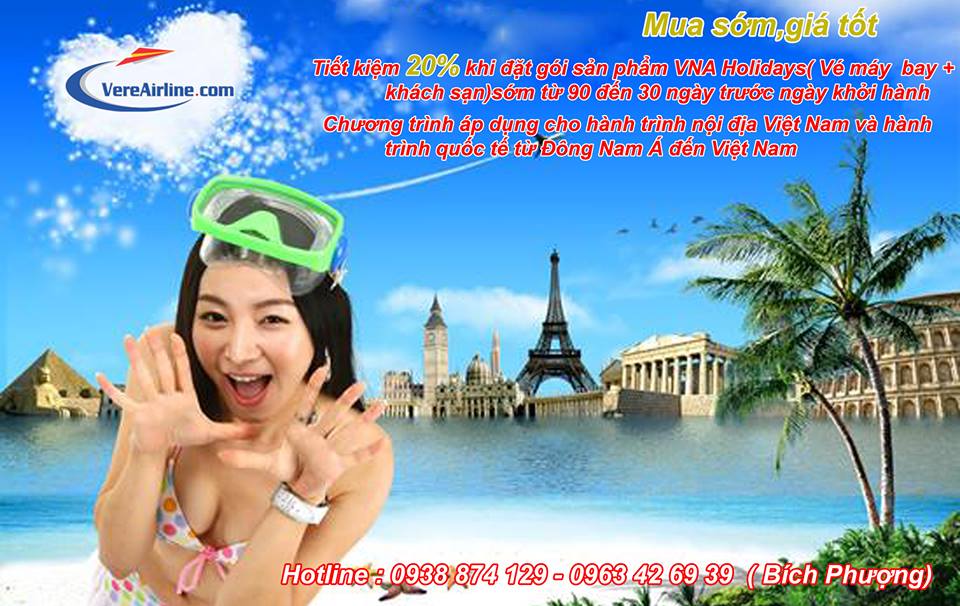 VereAirline.com
Mua sớm,giá tốt
Tiết kiệm 20% khi đặt gói sản phẩm VNA Holidays( Vé máy bay +
khách sạn)sớm từ 90 đến 30 ngày trước ngày khởi hành
Chương trình áp dụng cho hành trình nội địa Việt Nam và hành
trình quốc tế từ Đông Nam Á đến Việt Nam
Hotline : 0938 874 129 - 0963 42 69 39 ( Bích Phượng)